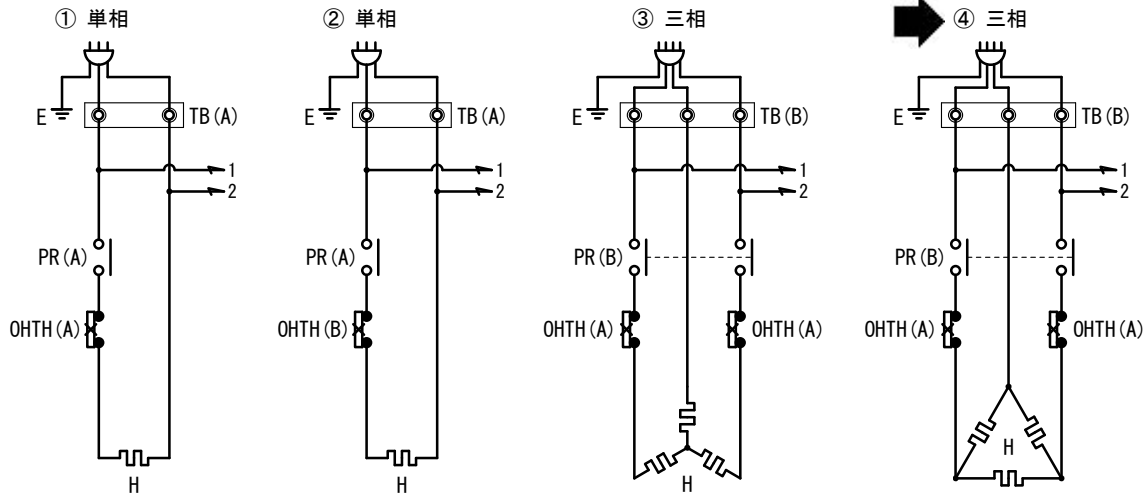 ① 単相
② 単相
③ 三相
④ 三相
E
TB(A)
E
TB(A)
E
TB(B)
E
TB(B)
1
2
1
2
1
2
1
2
PR(A)
PR(A)
PR(B)
PR(B)
OHTH(A)
OHTH(B)
OHTH(A)
OHTH(A)
OHTH(A)
OHTH(A)
H
H
H
H